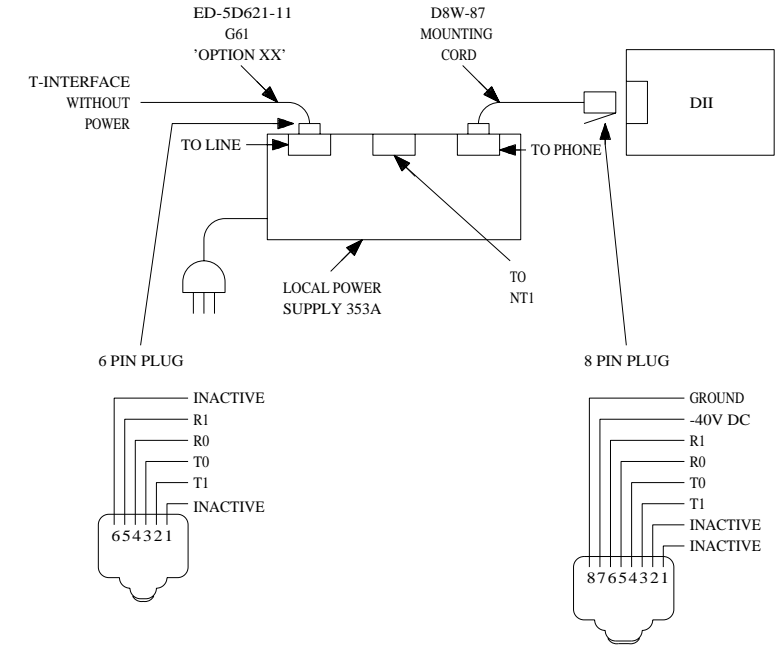 ED-5D621-11
G61
’OPTION XX’
D8W-87
MOUNTING
CORD
T-INTERFACE
WITHOUT
POWER
DII
TO LINE
TO PHONE
LOCAL POWER
SUPPLY 353A
TO
NT1
6 PIN PLUG
8 PIN PLUG
INACTIVE
R1
R0
T0
T1
INACTIVE
654321
GROUND
-40V DC
R1
R0
T0
T1
INACTIVE
INACTIVE
87654321